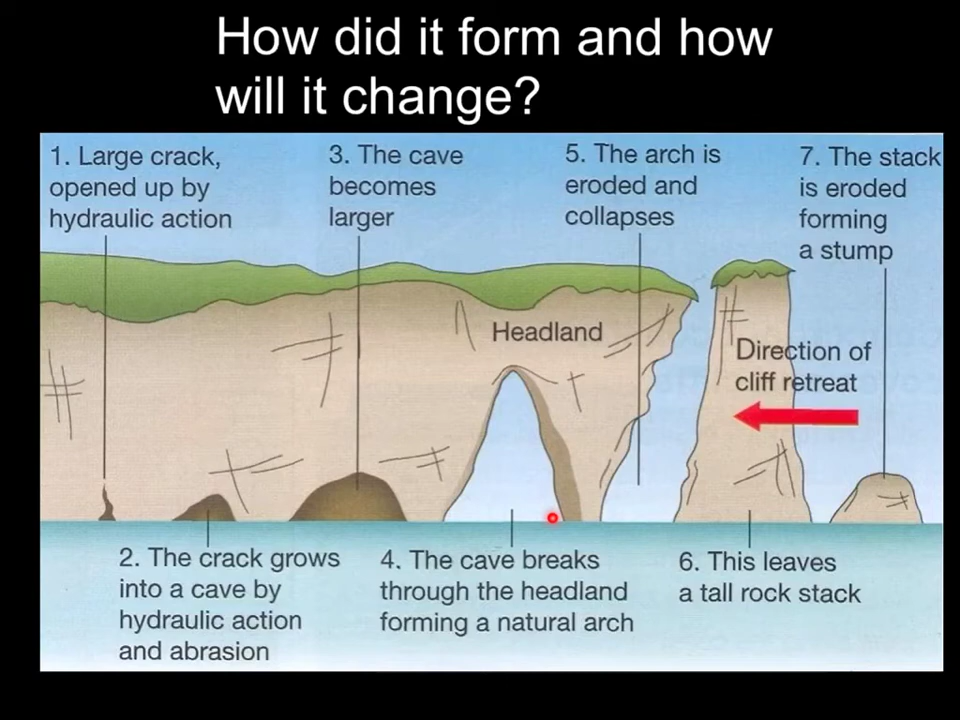 How did it form and how
will it change?
1. Large crack,
opened up by
hydraulic action
3. The cave
becomes
larger
5. The arch is
eroded and
collapses
7. The stack
is eroded
forming
a stump
Headland
Direction of
cliff retreat
2. The crack grows
into a cave by
hydraulic action
and abrasion
4. The cave breaks
through the headland
forming a natural arch
6. This leaves
a tall rock stack